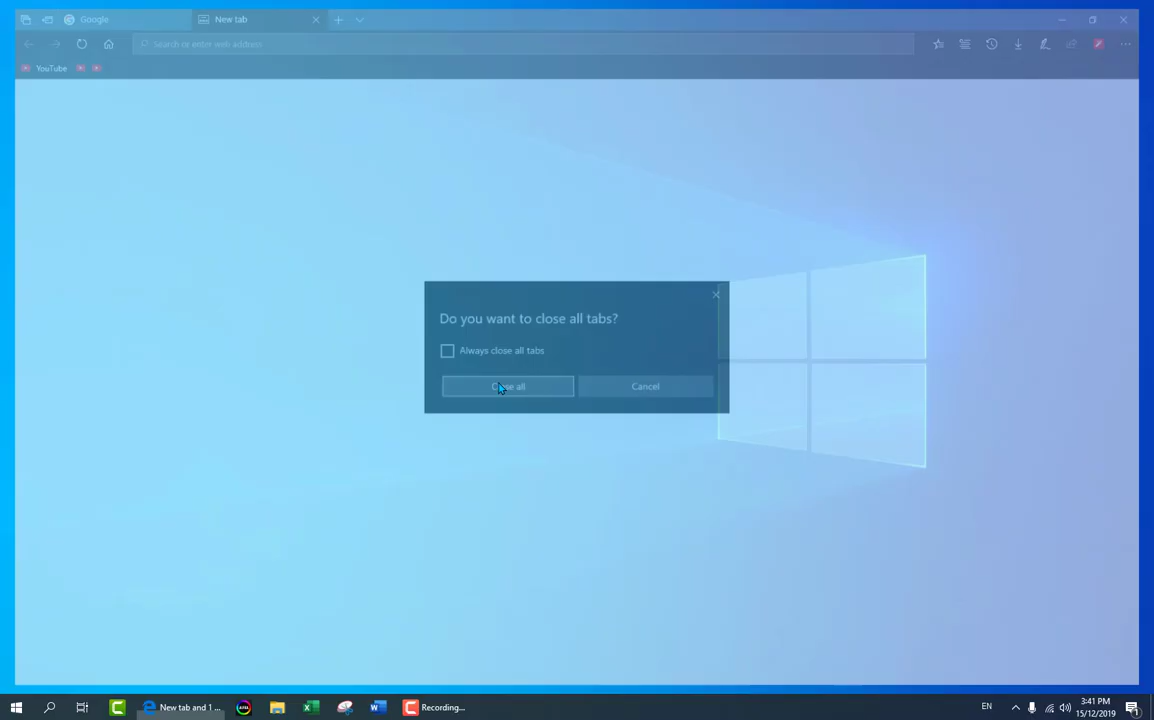 Google
New tab
Search or enter web address
YouTube
Do you want to close all tabs?
Always close all tabs
Close all
Cancel
New tab and 1 ...
Recording...
EN
3:41 PM
15/12/2019